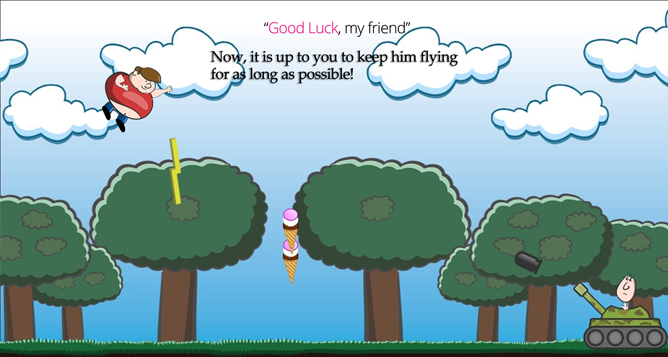 “Good Luck, my friend”
Now, it is up to you to keep him flying
for as long as possible!